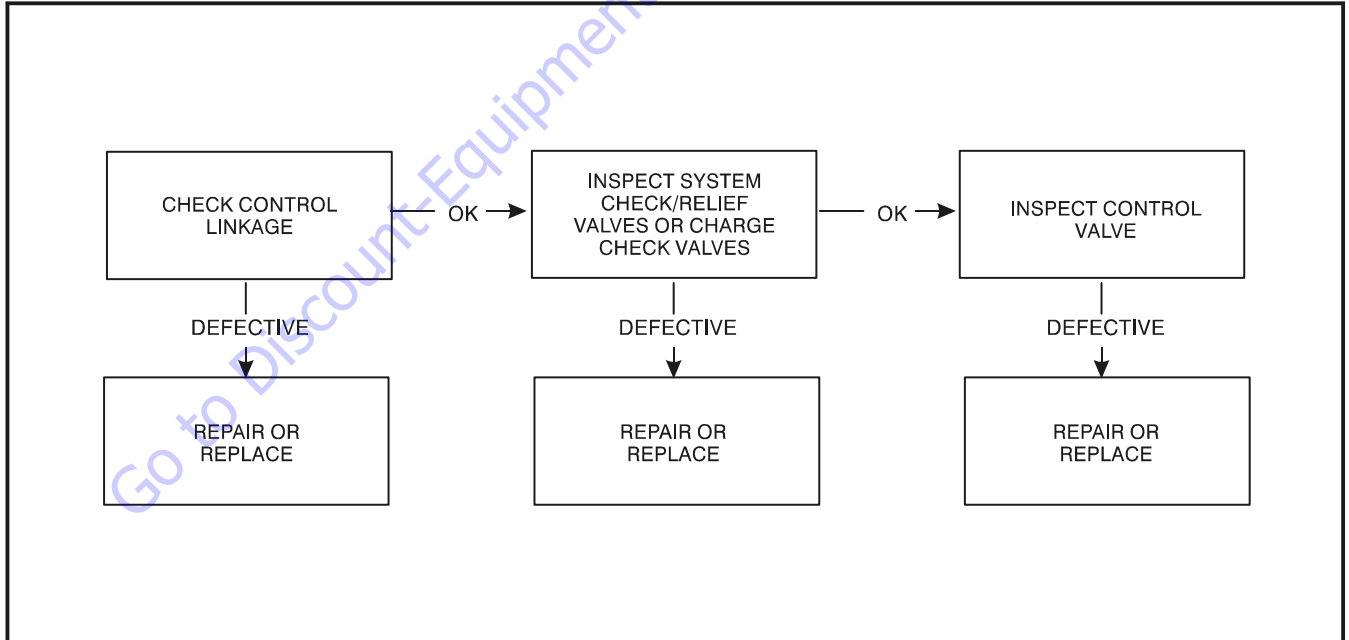 CHECK CONTROL
LINKAGE
OK
INSPECT SYSTEM
CHECK/RELIEF
VALVES OR CHARGE
CHECK VALVES
OK
INSPECT CONTROL
VALVE
DEFECTIVE
DEFECTIVE
DEFECTIVE
REPAIR OR
REPLACE
REPAIR OR
REPLACE
REPAIR OR
REPLACE
Go to Discount-Equipmen